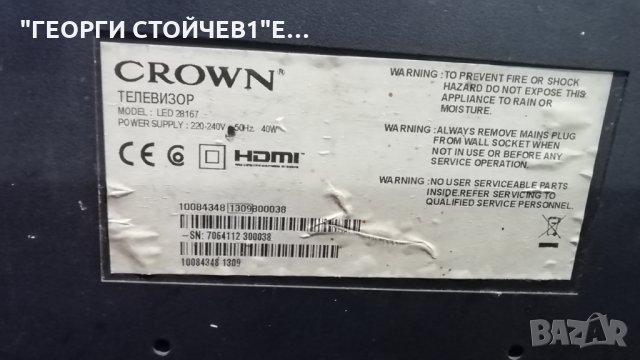 "ГЕОРГИ СТОЙЧЕВ1"Е...
CROWN®
ТЕЛЕВИЗОР
MODEL : LED 28167
POWER SUPPLY : 220-240V 50Hz 40W
CE HDMI
WARNING : TO PREVENT FIRE OR SHOCK
HAZARD DO NOT EXPOSE THIS
APPLIANCE TO RAIN OR
MOISTURE.
WARNING : ALWAYS REMOVE MAINS PLUG
FROM WALL SOCKET WHEN
NOT IN USE OR BEFORE ANY
SERVICE OPERATION.
WARNING : NO USER SERVICEABLE PARTS
INSIDE.REFER SERVICING TO
QUALIFIED SERVICE PERSONNEL.
10084348 1309300038
-SN: 7064112 300038
10084348 1309
BAZAR